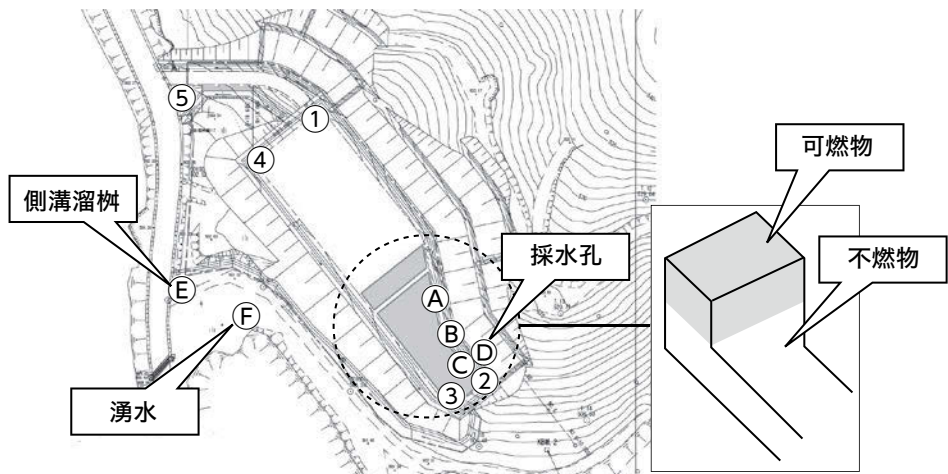 ⑤
①
④
側溝溜桝
Ⓔ
Ⓕ
湧水
Ⓐ
Ⓑ
Ⓒ
Ⓓ
②
③
採水孔
可燃物
不燃物